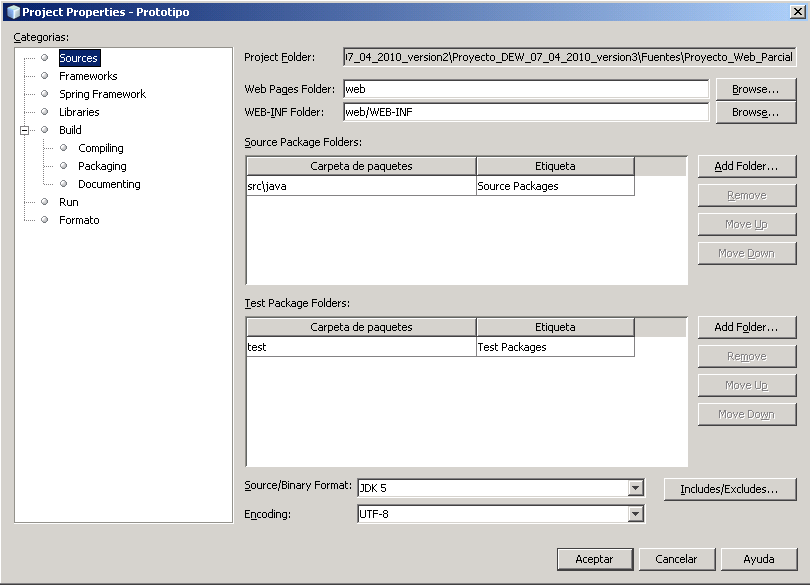 Project Properties - Prototipo
Categorias:
Sources
Frameworks
Spring Framework
Libraries
Build
Compiling
Packaging
Documenting
Run
Formato
Project Folder: 07_04_2010_version2\Proyecto_DEW_07_04_2010_version3\Fuentes\Proyecto_Web_Parcial
Web Pages Folder: web Browse...
WEB-INF Folder: web/WEB-INF Browse...
Source Package Folders:
Carpeta de paquetes Etiqueta
src\java Source Packages
Add Folder...
Remove
Move Up
Move Down
Test Package Folders:
Carpeta de paquetes Etiqueta
test Test Packages
Add Folder...
Remove
Move Up
Move Down
Source/Binary Format: JDK 5 Includes/Excludes...
Encoding: UTF-8
Aceptar Cancelar Ayuda